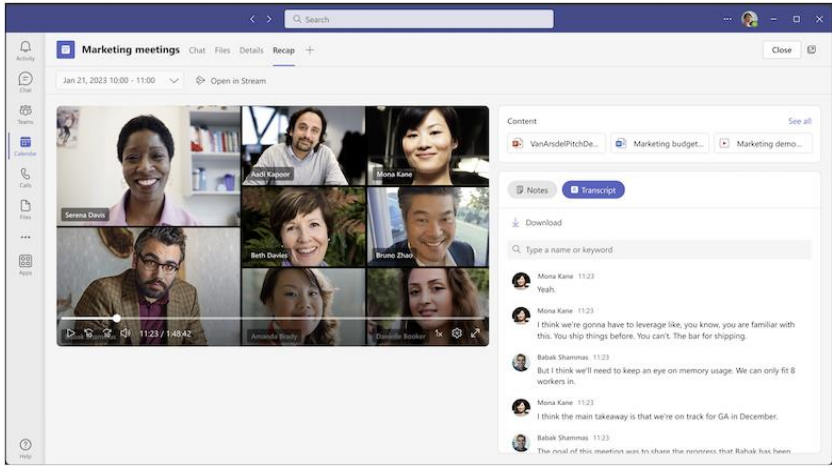 Search
Activity
Chat
Teams
Calendar
Calls
Files
Apps
Help
Marketing meetings Chat Files Details Recap
Close
Jan 21, 2023 10:00 - 11:00 Open in Stream
Serena Davis
Aadi Kapoor
Mona Kane
Beth Davies
Bruno Zhao
Babak Shammas
Amanda Brady
Danielle Booker
11:23 / 1:48:42
1x
Content See all
VanArsdelPitchDe... Marketing budget... Marketing demo...
Notes Transcript
Download
Type a name or keyword
Mona Kane 11:23
Yeah.
Mona Kane 11:23
I think we're gonna have to leverage like, you know, you are familiar with
this. You ship things before. You can't. The bar for shipping.
Babak Shammas 11:23
But I think we'll need to keep an eye on memory usage. We can only fit 8
workers in.
Mona Kane 11:23
I think the main takeaway is that we're on track for GA in December.
Babak Shammas 11:23
The goal of this meeting was to share the progress that Babak has been